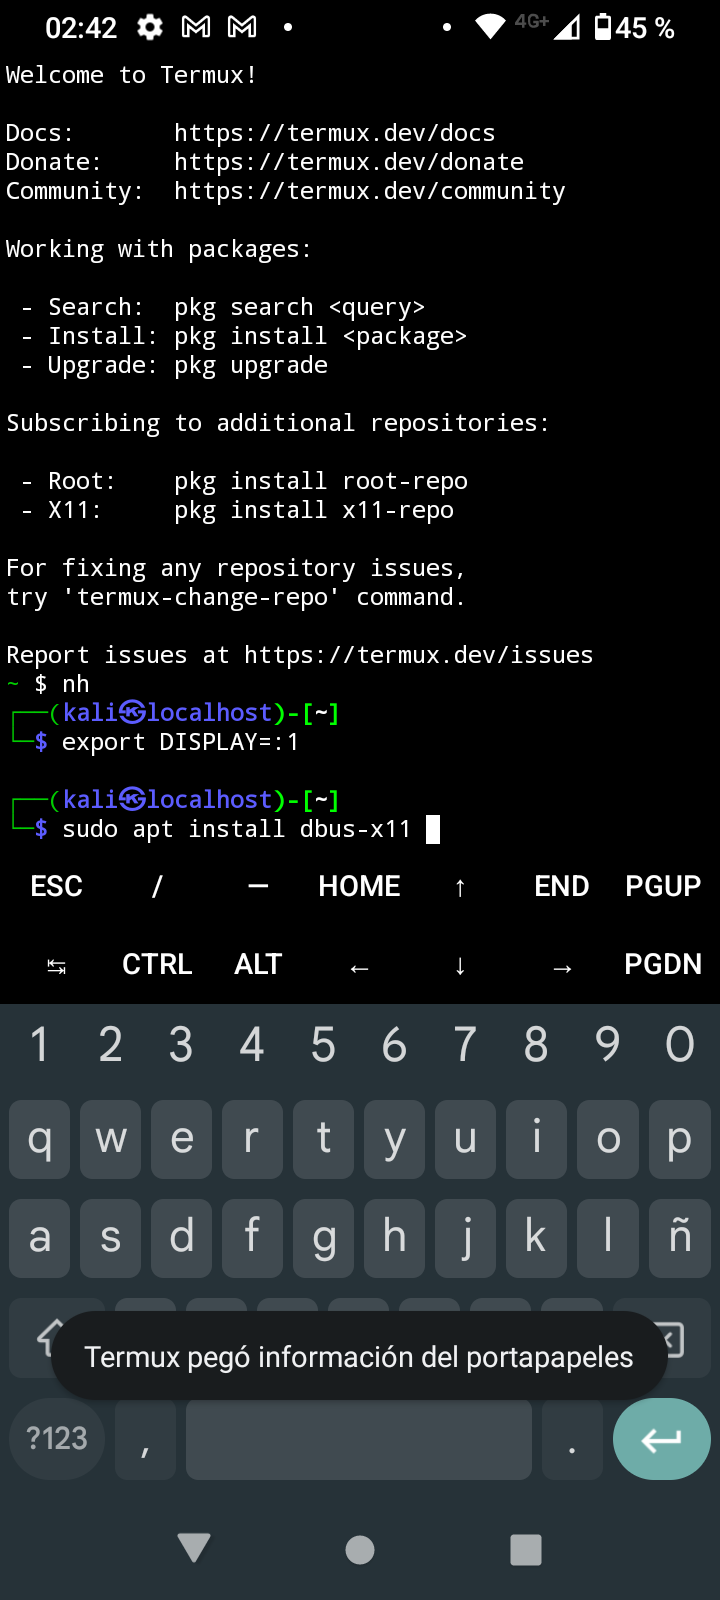 02:42 4G+ 45 %
Welcome to Termux!
Docs: https://termux.dev/docs
Donate: https://termux.dev/donate
Community: https://termux.dev/community
Working with packages:
- Search: pkg search <query>
- Install: pkg install <package>
- Upgrade: pkg upgrade
Subscribing to additional repositories:
- Root: pkg install root-repo
- X11: pkg install x11-repo
For fixing any repository issues,
try 'termux-change-repo' command.
Report issues at https://termux.dev/issues
~ $ nh
┌──(kali㉿localhost)-[~]
└─$ export DISPLAY=:1
┌──(kali㉿localhost)-[~]
└─$ sudo apt install dbus-x11
ESC / — HOME ↑ END PGUP
↹ CTRL ALT ← ↓ → PGDN
1 2 3 4 5 6 7 8 9 0
q w e r t y u i o p
a s d f g h j k l ñ
Termux pegó información del portapapeles
?123 , .